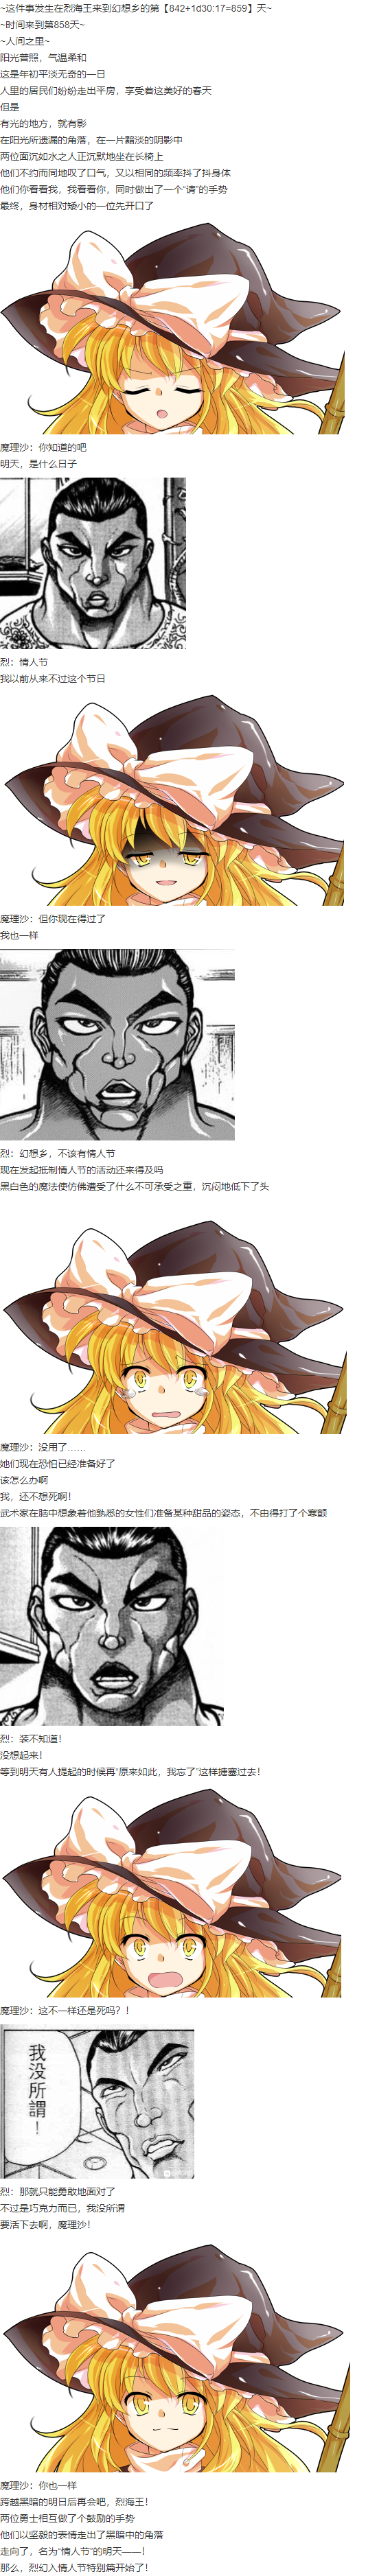 ~这件事发生在烈海王来到幻想乡的第【842+1d30:17=859】天~
~时间来到第858天~
~人间之里~
阳光普照，气温柔和
这是年初平淡无奇的一日
人里的居民们纷纷走出平房，享受着这美好的春天
但是
有光的地方，就有影
在阳光所遗漏的角落，在一片黯淡的阴影中
两位面沉如水之人正沉默地坐在长椅上
他们不约而同地叹了口气，又以相同的频率抖了抖身体
他们你看看我，我看看你，同时做出了一个“请”的手势
最终，身材相对矮小的一位先开口了
魔理沙：你知道的吧
明天，是什么日子
烈：情人节
我以前从来不过这个节日
魔理沙：但你现在得过了
我也一样
烈：幻想乡，不该有情人节
现在发起抵制情人节的活动还来得及吗
黑白色的魔法使仿佛遭受了什么不可承受之重，沉闷地低下了头
魔理沙：没用了……
她们现在恐怕已经准备好了
该怎么办啊
我，还不想死啊！
武术家在脑中想象着他熟悉的女性们准备某种甜品的姿态，不由得打了个寒颤
烈：装不知道！
没想起来！
等到明天有人提起的时候再“原来如此，我忘了”这样搪塞过去！
魔理沙：这不一样还是死吗？！
我没所謂！
烈：那就只能勇敢地面对了
不过是巧克力而已，我没所谓
要活下去啊，魔理沙！
魔理沙：你也一样
跨越黑暗的明日后再会吧，烈海王！
两位勇士相互做了个鼓励的手势
他们以坚毅的表情走出了黑暗中的角落
走向了，名为“情人节”的明天——！
那么，烈幻入情人节特别篇开始了！